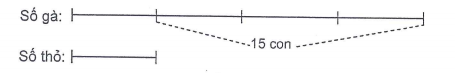 Số gà:
15 con
Số thỏ: